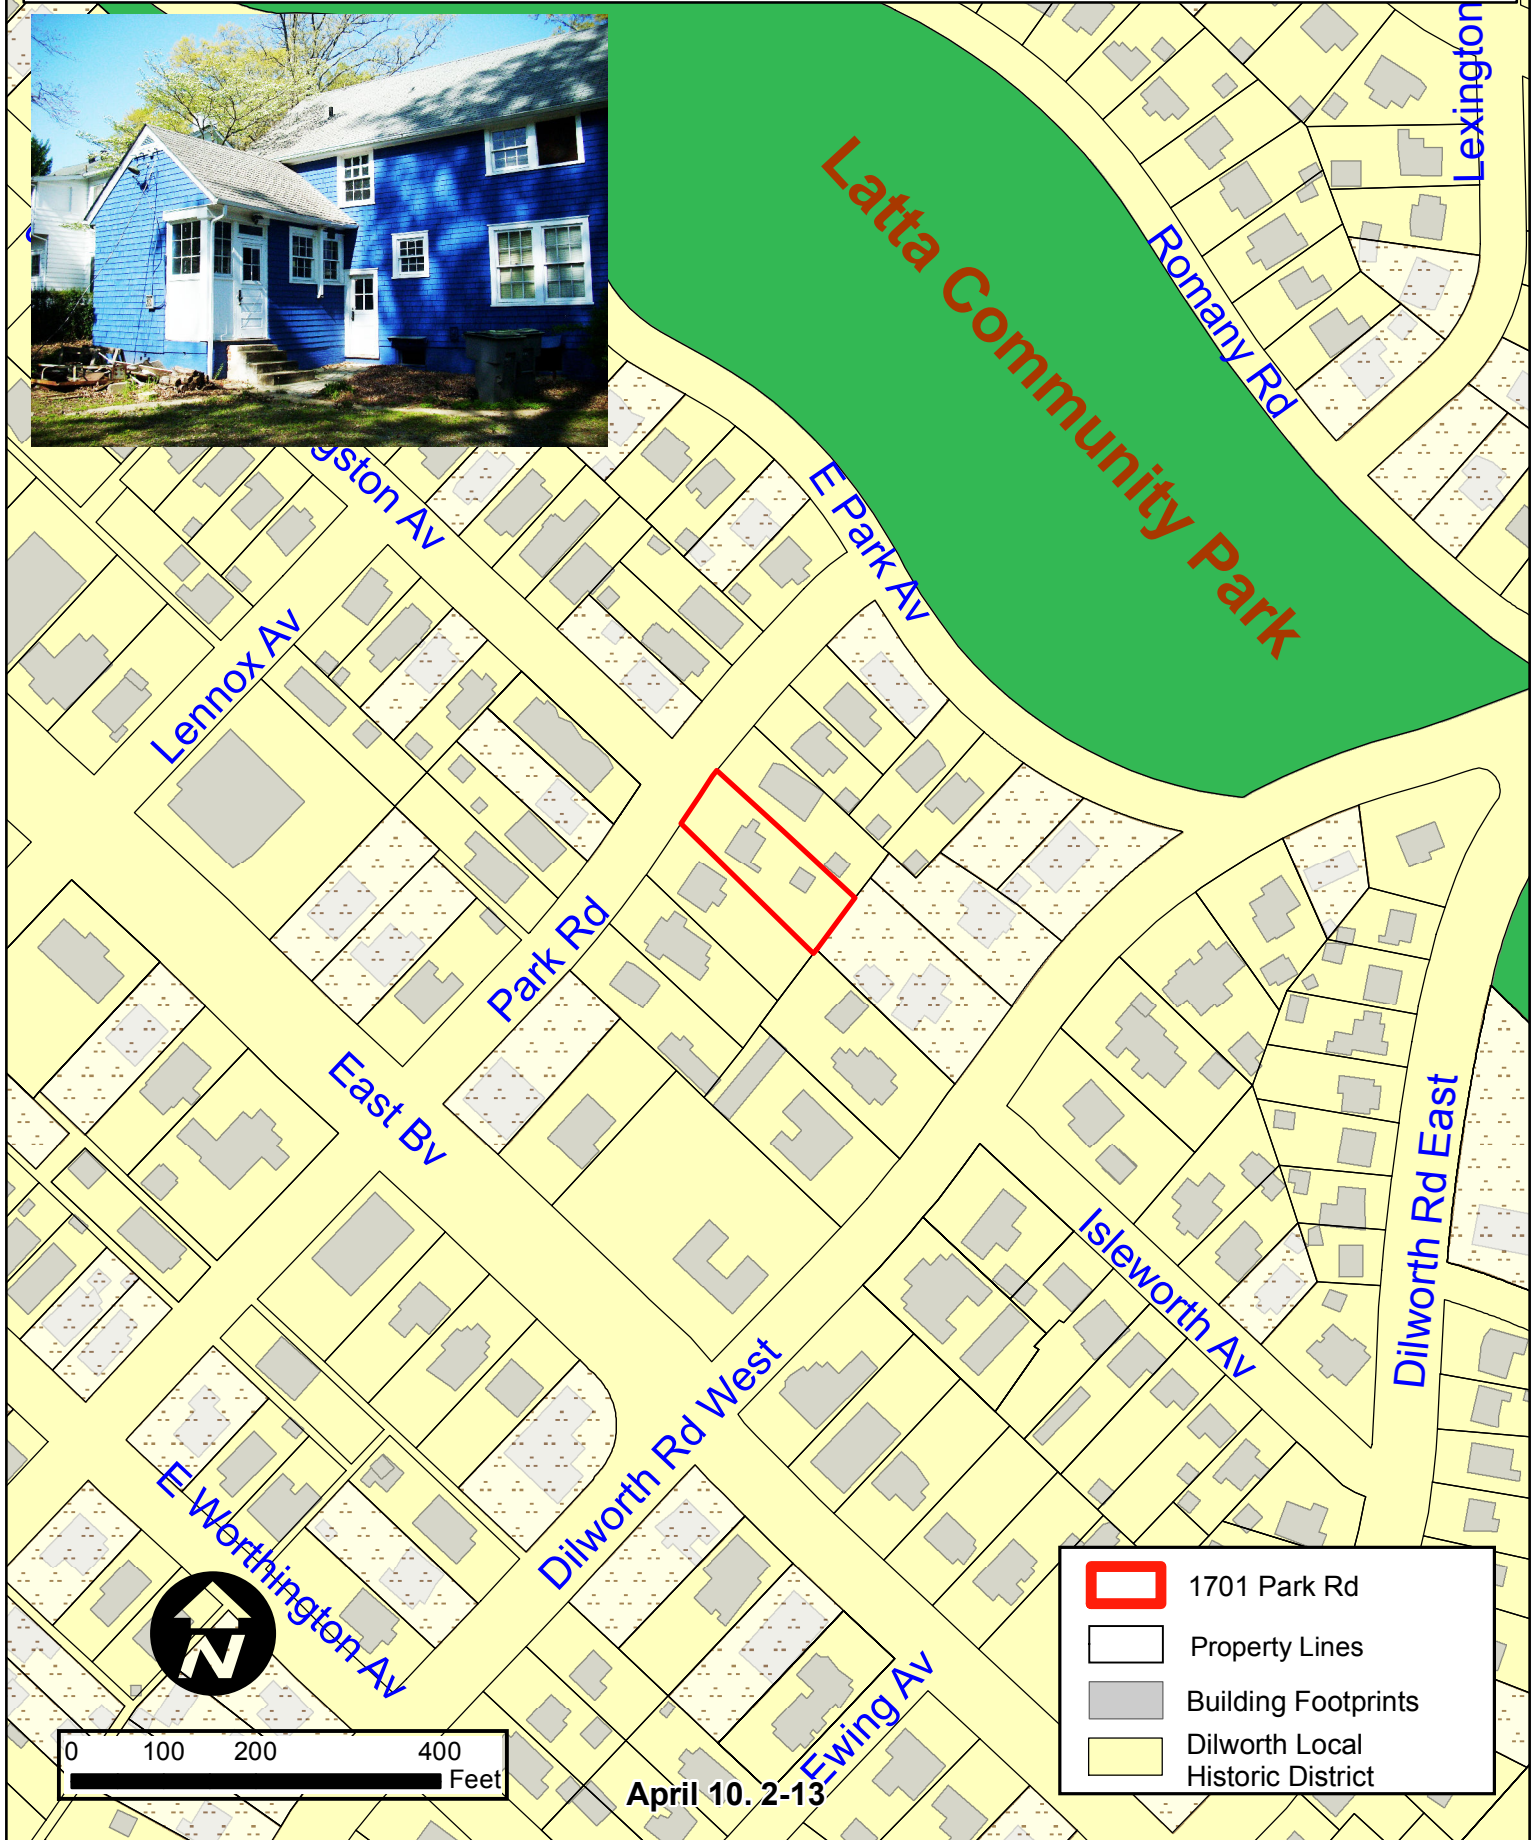 Lexington
Latta Community Park
Romany Rd
gston Av
E Park Av
Lennox Av
Park Rd
East Bv
Isleworth Av
Dilworth Rd East
Dilworth Rd West
E Worthington Av
Ewing Av
N
0 100 200 400
Feet
April 10. 2-13
1701 Park Rd
Property Lines
Building Footprints
Dilworth Local
Historic District